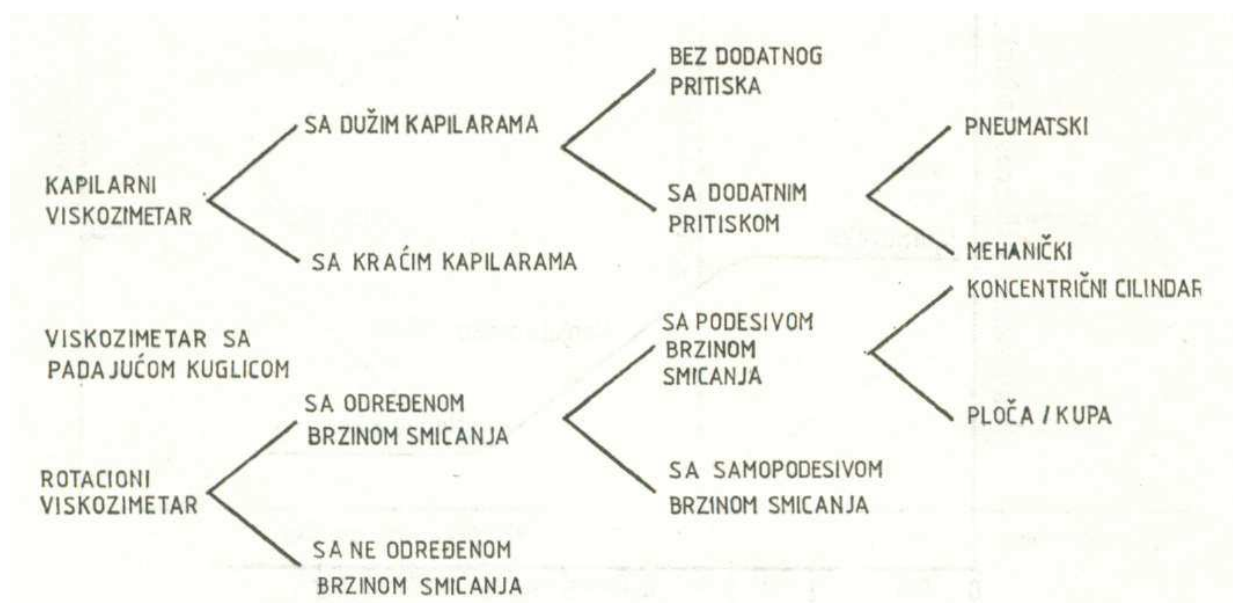 BEZ DODATNOG
PRITISKA
SA DUŽIM KAPILARAMA
PNEUMATSKI
KAPILARNI
VISKOZIMETAR
SA DODATNIM
PRITISKOM
SA KRAĆIM KAPILARAMA
MEHANIČKI
KONCENTRIČNI CILINDAR
VISKOZIMETAR SA
PADAJUĆOM KUGLICOM
SA PODESIVOM
BRZINOM
SMICANJA
SA ODREĐENOM
BRZINOM SMICANJA
PLOČA / KUPA
ROTACIONI
VISKOZIMETAR
SA SAMOPODESIVOM
BRZINOM SMICANJA
SA NE ODREĐENOM
BRZINOM SMICANJA